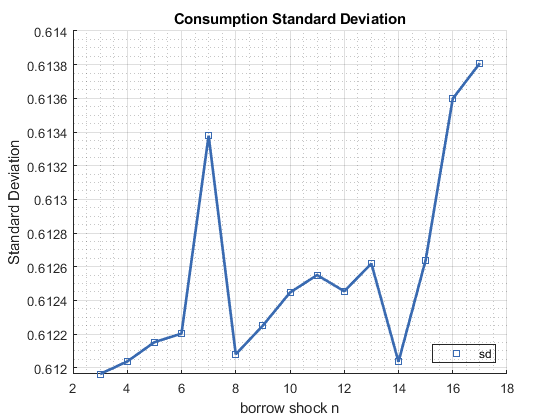 Consumption Standard Deviation
0.614
0.6138
0.6136
0.6134
0.6132
0.613
0.6128
0.6126
0.6124
0.6122
0.612
Standard Deviation
sd
2 4 6 8 10 12 14 16 18
borrow shock n